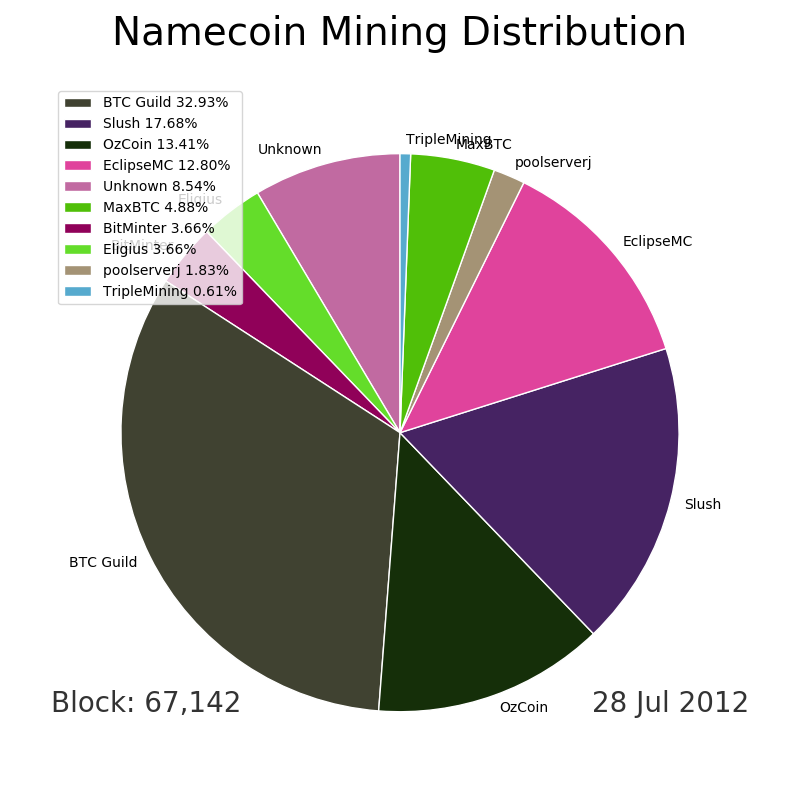 Namecoin Mining Distribution
BTC Guild 32.93%
Slush 17.68%
OzCoin 13.41%
EclipseMC 12.80%
Unknown 8.54%
MaxBTC 4.88%
BitMinter 3.66%
Eligius 3.66%
poolserverj 1.83%
TripleMining 0.61%
TripleMining
MaxBTC
poolserverj
Unknown
Eligius
BitMinter
EclipseMC
Slush
BTC Guild
OzCoin
Block: 67,142
28 Jul 2012